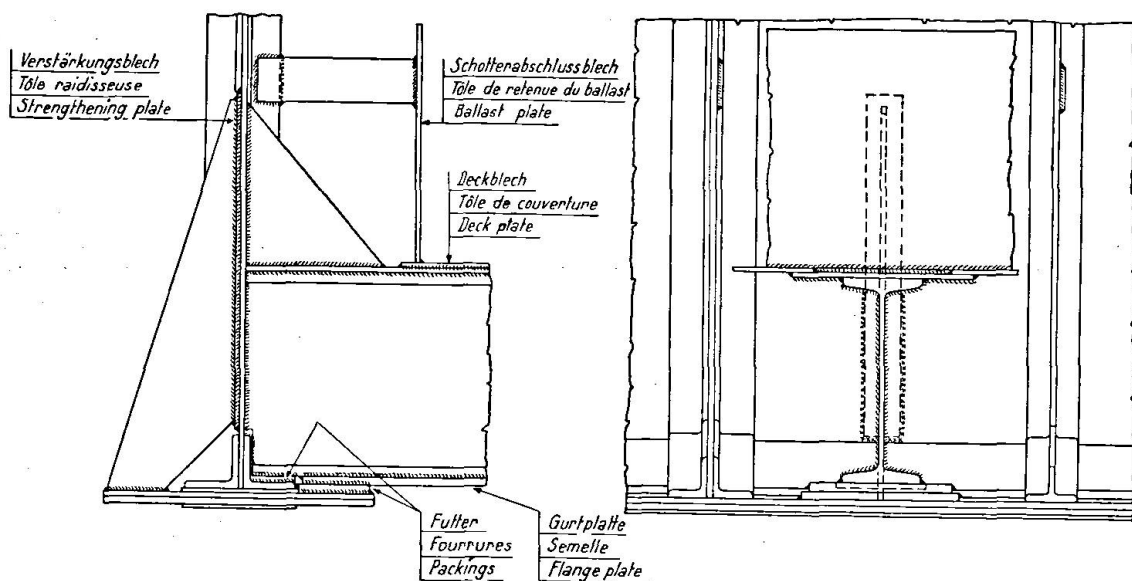 Verstärkungsblech
Tôle raidisseuse
Strengthening plate
Schotterabschlussblech
Tôle de retenue du ballast
Ballast plate
Deckblech
Tôle de couverture
Deck plate
Futter
Fourrures
Packings
Gurtplatte
Semelle
Flange plate